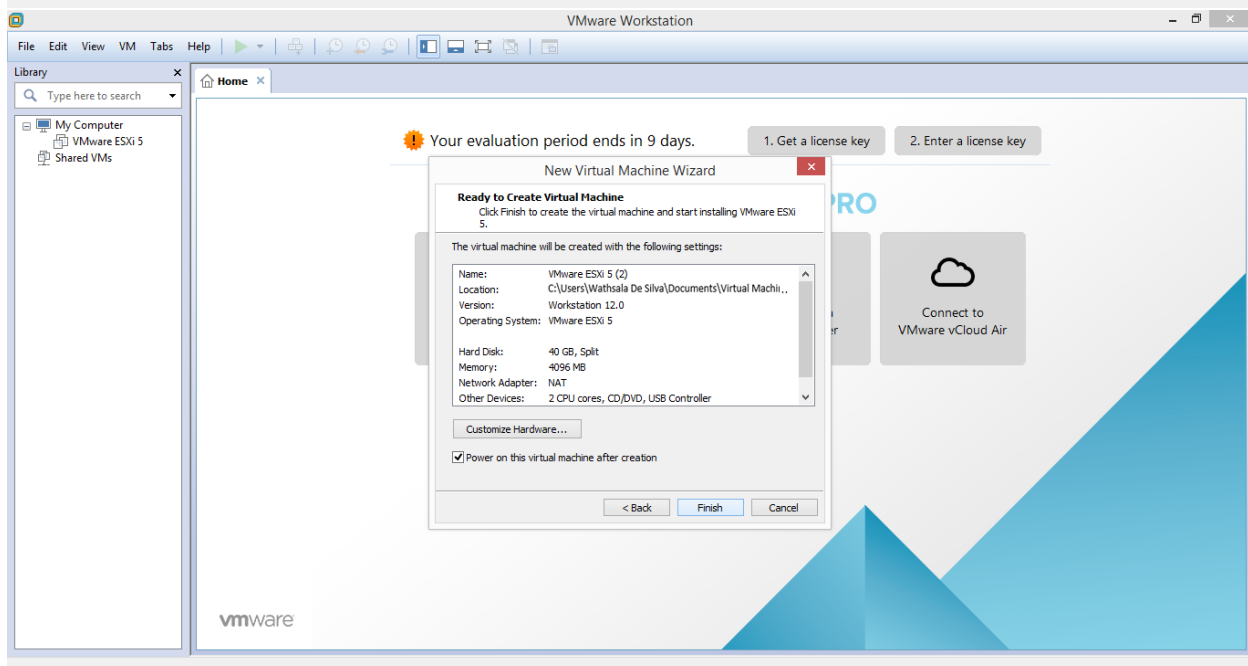 VMware Workstation
File Edit View VM Tabs Help
Library
Home
Type here to search
My Computer
VMware ESXi 5
Shared VMs
Your evaluation period ends in 9 days.
1. Get a license key
2. Enter a license key
New Virtual Machine Wizard
PRO
Ready to Create Virtual Machine
Click Finish to create the virtual machine and start installing VMware ESXi
5.
The virtual machine will be created with the following settings:
Name: VMware ESXi 5 (2)
Location: C:\Users\Wathsala De Silva\Documents\Virtual Machi...
Version: Workstation 12.0
Operating System: VMware ESXi 5
Hard Disk: 40 GB, Split
Memory: 4096 MB
Network Adapter: NAT
Other Devices: 2 CPU cores, CD/DVD, USB Controller
Customize Hardware...
Power on this virtual machine after creation
< Back Finish Cancel
Connect to
VMware vCloud Air
vmware